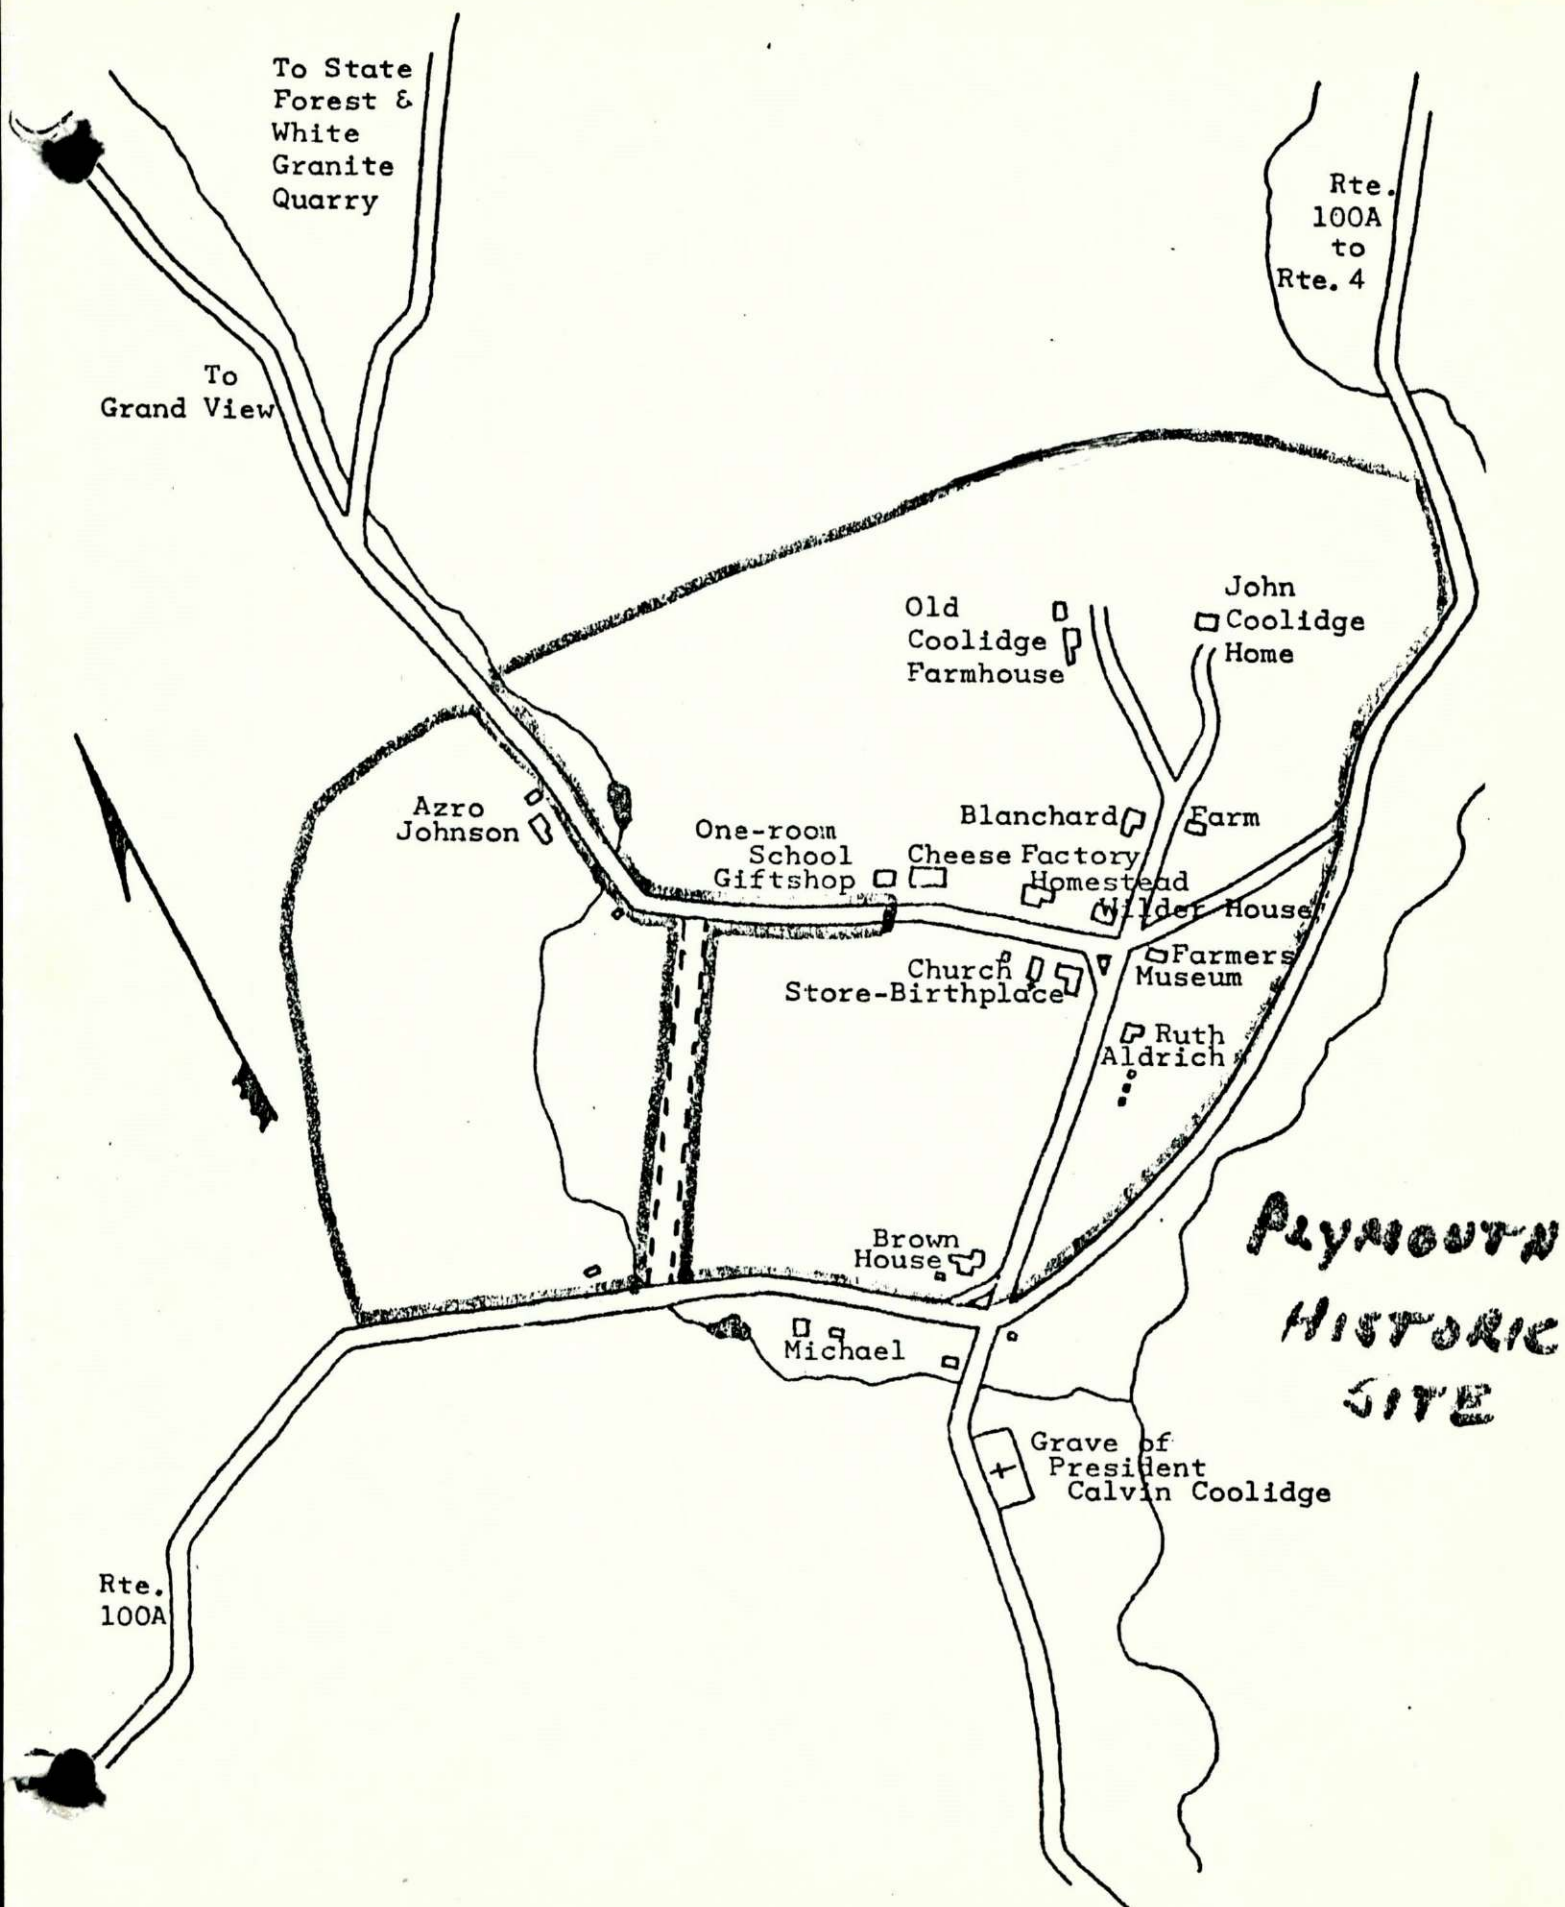 To State
Forest &
White
Granite
Quarry
Rte.
100A
to
Rte. 4
To
Grand View
Old
Coolidge
Farmhouse
John
Coolidge
Home
Azro
Johnson
One-room
School
Giftshop
Blanchard
Farm
Cheese Factory
Homestead
Wilder House
Church
Store-Birthplace
Farmers
Museum
Ruth
Aldrich
Brown
House
Michael
PLYMOUTH
HISTORIC
SITE
Grave of
President
Calvin Coolidge
Rte.
100A